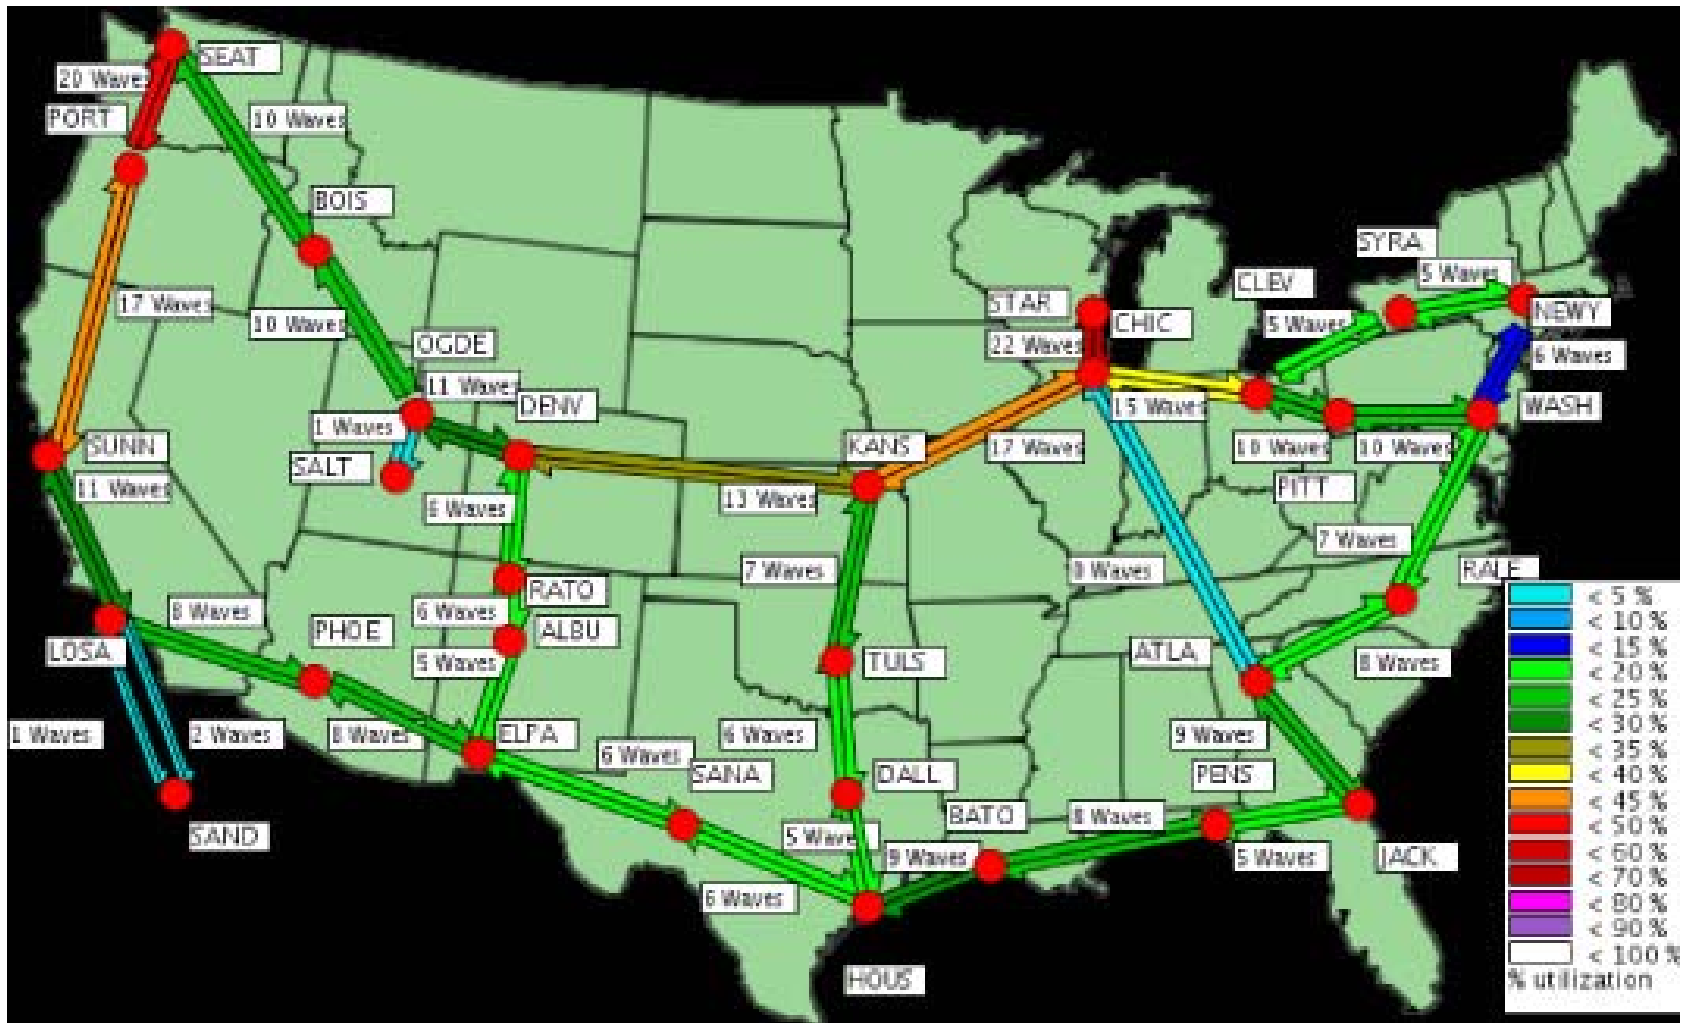 SEAT
20 Waves
PORT
10 Waves
BOIS
SYRA
5 Waves
CLEV
17 Waves
STAR
CHIC
NEWY
10 Waves
5 Waves
OGDE
22 Waves
6 Waves
11 Waves
DENV
15 Waves
WASH
1 Waves
SUNN
KANS
17 Waves
10 Waves
10 Waves
SALT
11 Waves
13 Waves
PITT
6 Waves
7 Waves
7 Waves
RALE
RATO
8 Waves
6 Waves
PHOE
ALBU
LOSA
5 Waves
TULS
ATLA
8 Waves
1 Waves
2 Waves
8 Waves
ELPA
6 Waves
6 Waves
9 Waves
SANA
DALL
PENS
BATO
8 Waves
SAND
5 Waves
9 Waves
5 Waves
JACK
6 Waves
HOUS
< 5 %
< 10 %
< 15 %
< 20 %
< 25 %
< 30 %
< 35 %
< 40 %
< 45 %
< 50 %
< 60 %
< 70 %
< 80 %
< 90 %
< 100 %
% utilization